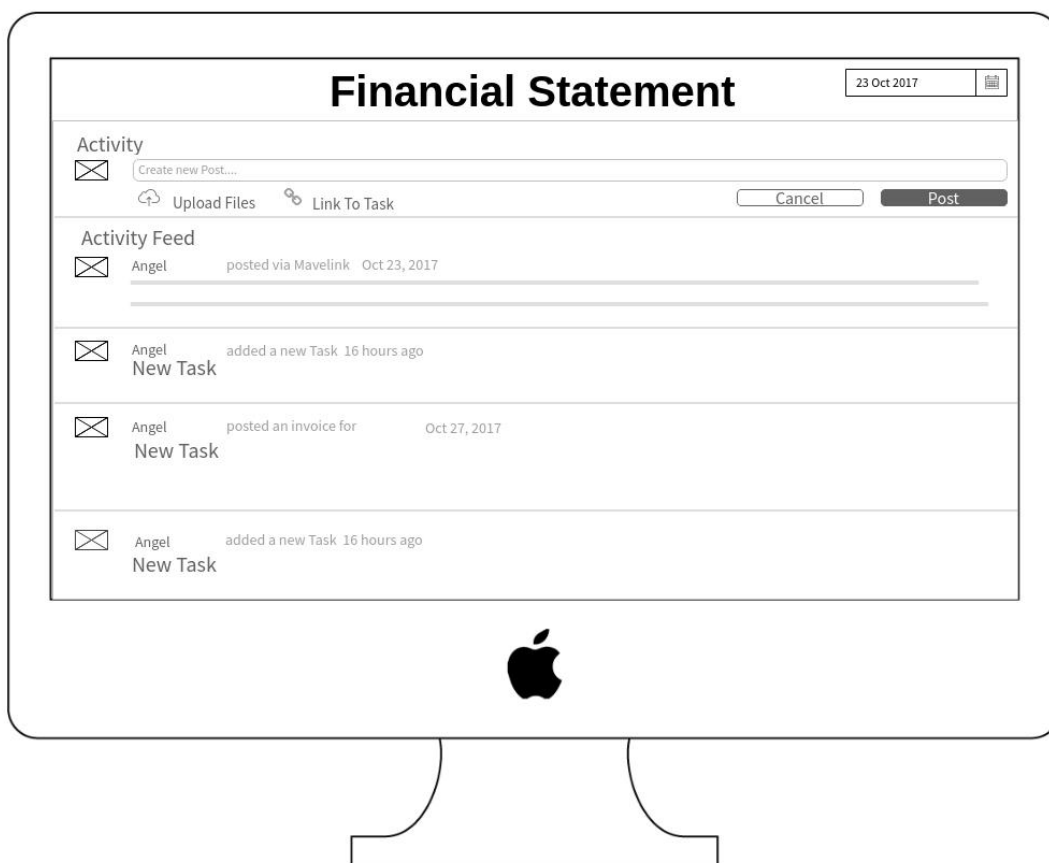 Financial Statement
23 Oct 2017
Activity
Create new Post....
Upload Files Link To Task Cancel Post
Activity Feed
Angel posted via Mavelink Oct 23, 2017
Angel added a new Task 16 hours ago
New Task
Angel posted an invoice for Oct 27, 2017
New Task
Angel added a new Task 16 hours ago
New Task